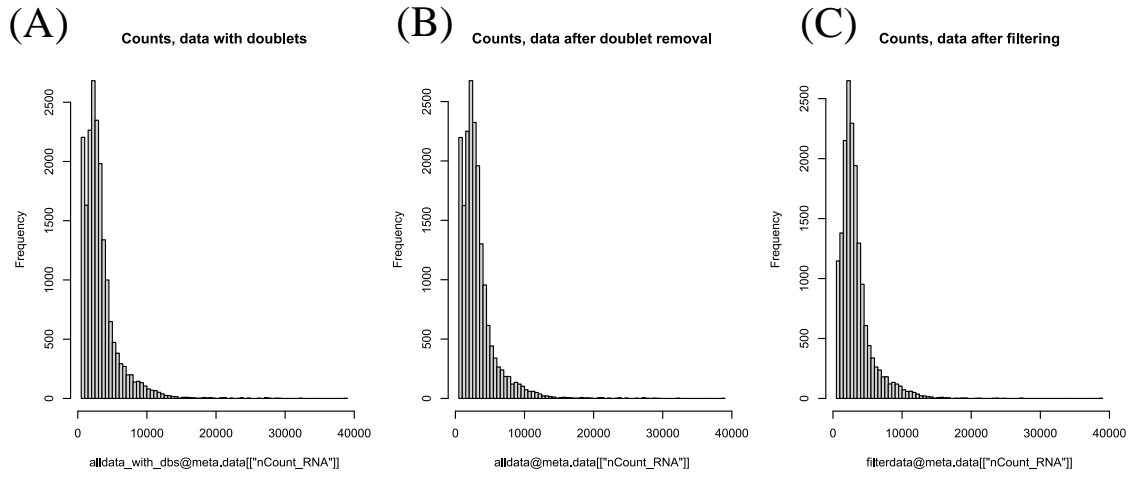 (A)
Counts, data with doublets
Frequency
0
500
1000
1500
2000
2500
0 10000 20000 30000 40000
alldata_with_dbs@meta.data[["nCount_RNA"]]
(B)
Counts, data after doublet removal
Frequency
0
500
1000
1500
2000
2500
0 10000 20000 30000 40000
alldata@meta.data[["nCount_RNA"]]
(C)
Counts, data after filtering
Frequency
0
500
1000
1500
2000
2500
0 10000 20000 30000 40000
filterdata@meta.data[["nCount_RNA"]]